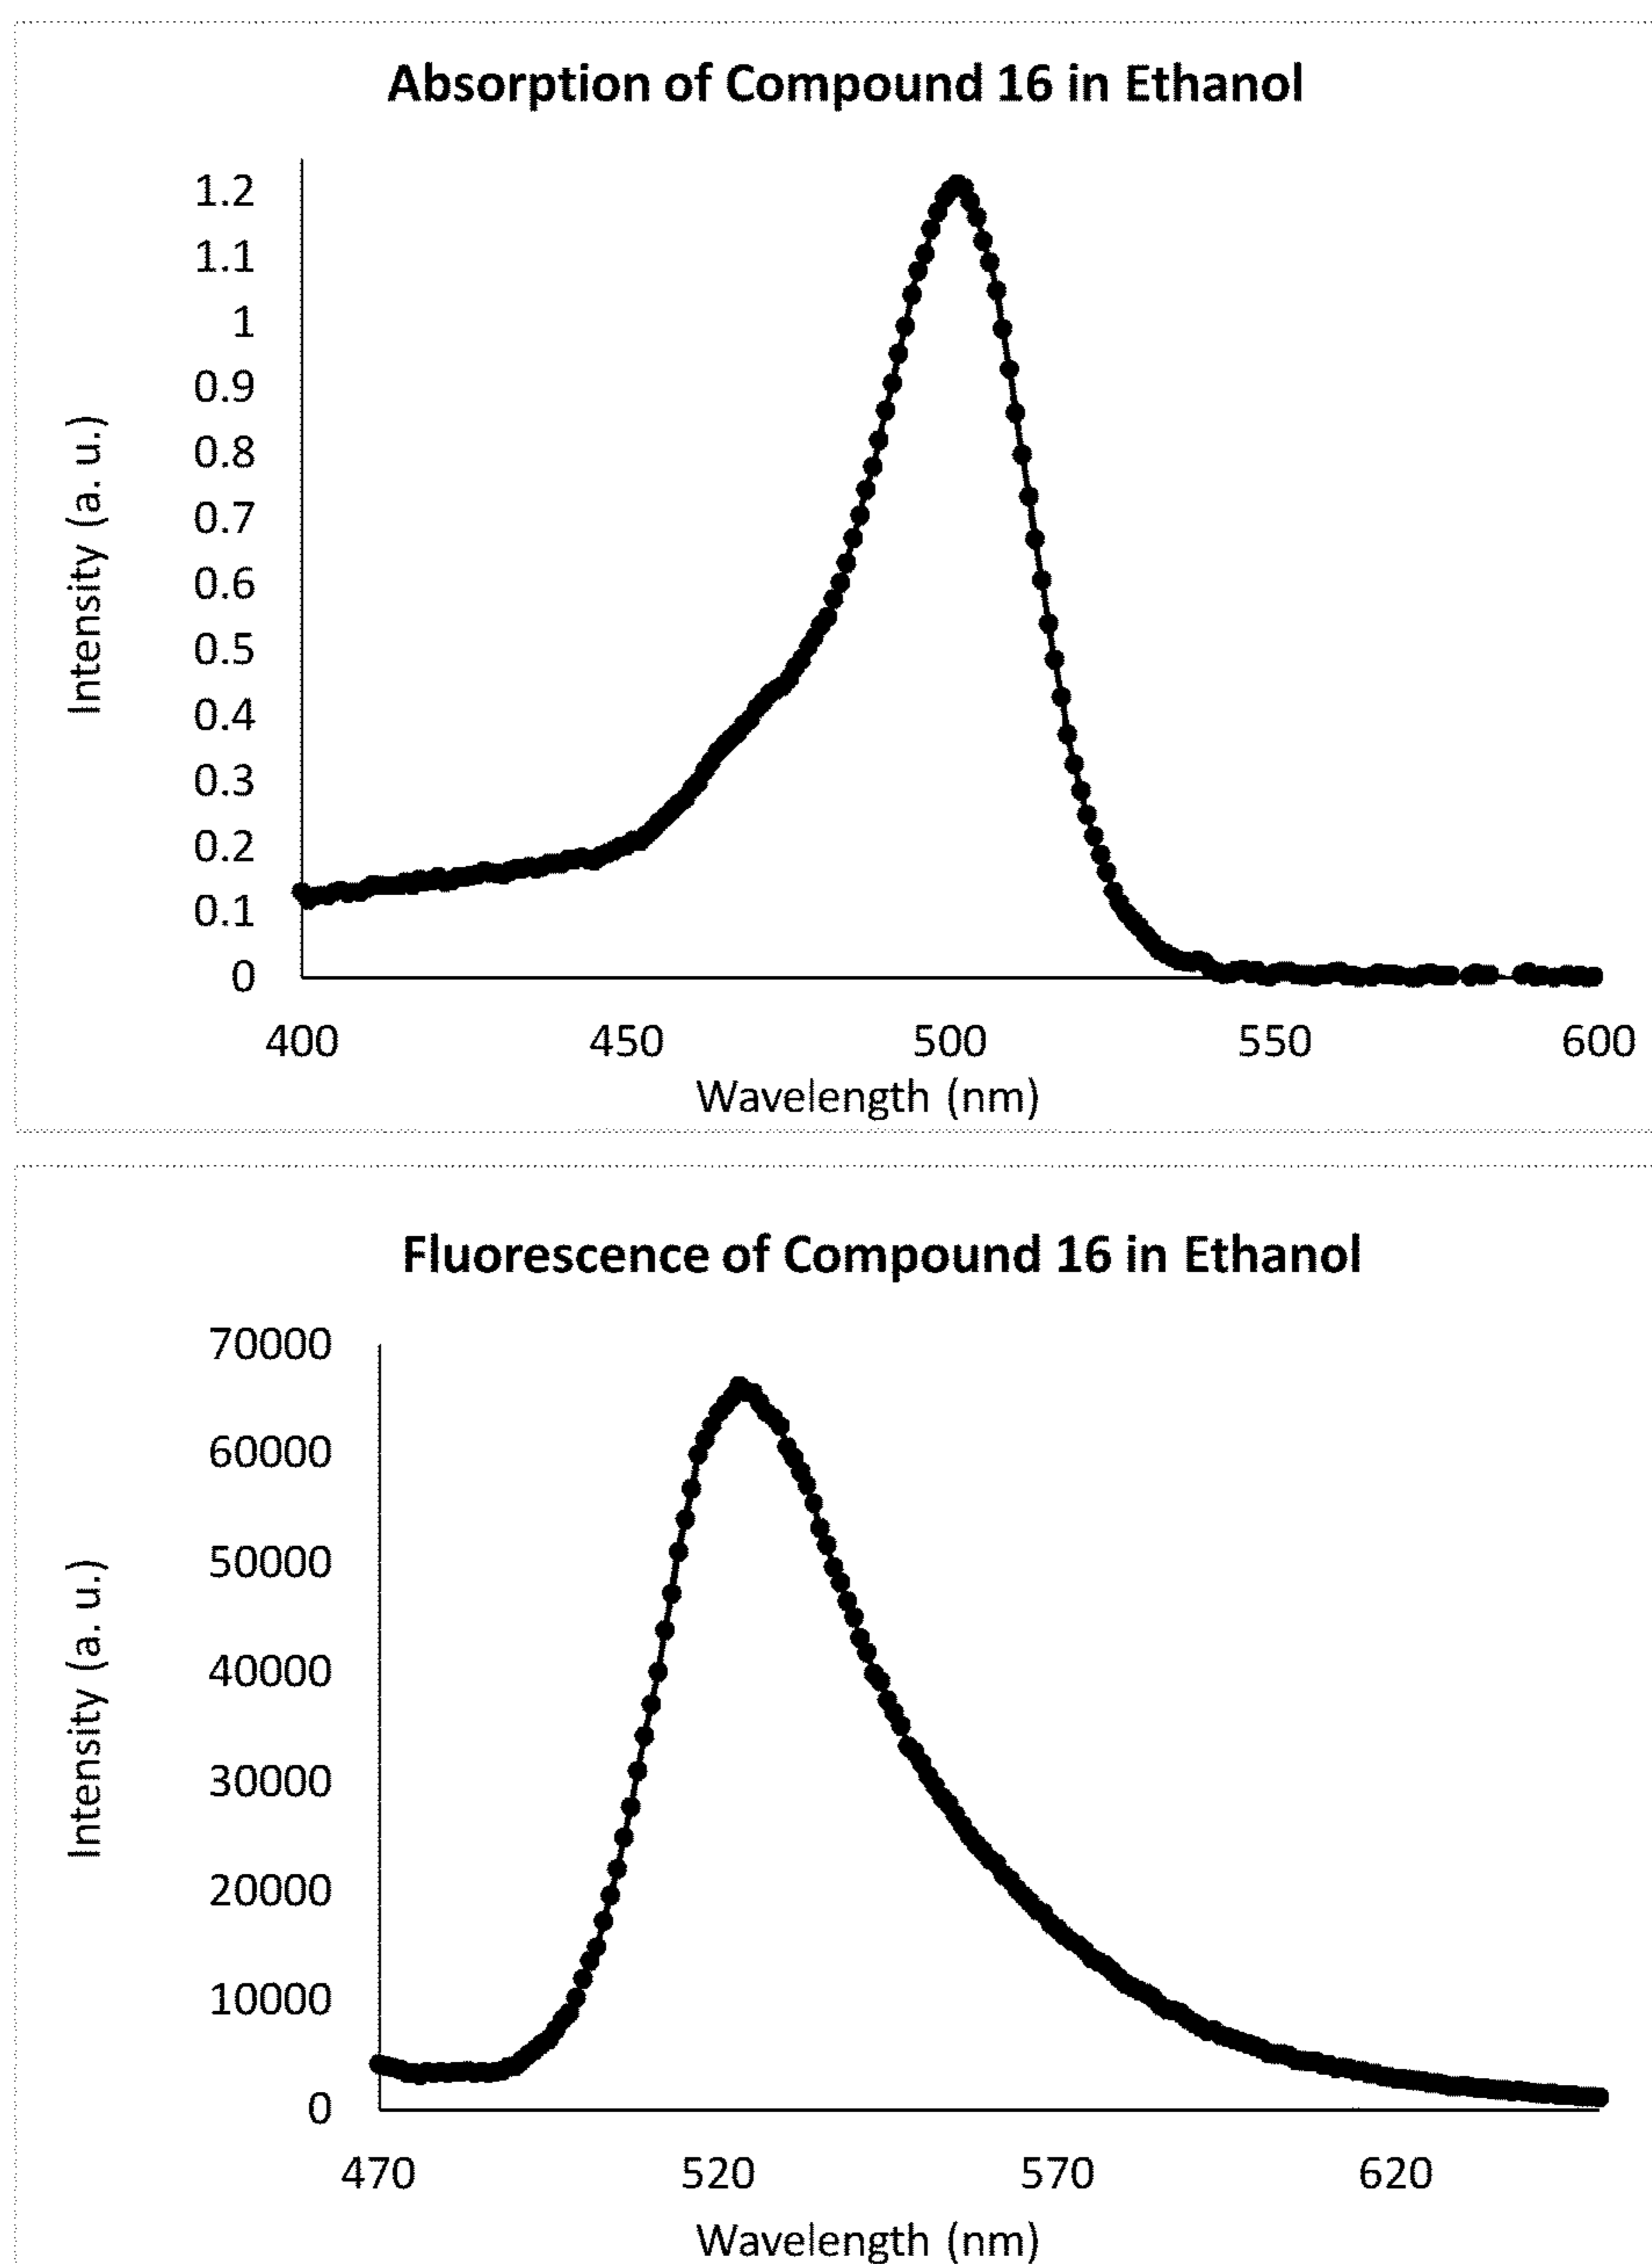 Absorption of Compound 16 in Ethanol
1.2
1.1
1
0.9
0.8
0.7
0.6
0.5
0.4
0.3
0.2
0.1
0
Intensity (a. u.)
400 450 500 550 600
Wavelength (nm)
Fluorescence of Compound 16 in Ethanol
70000
60000
50000
40000
30000
20000
10000
0
Intensity (a. u.)
470 520 570 620
Wavelength (nm)